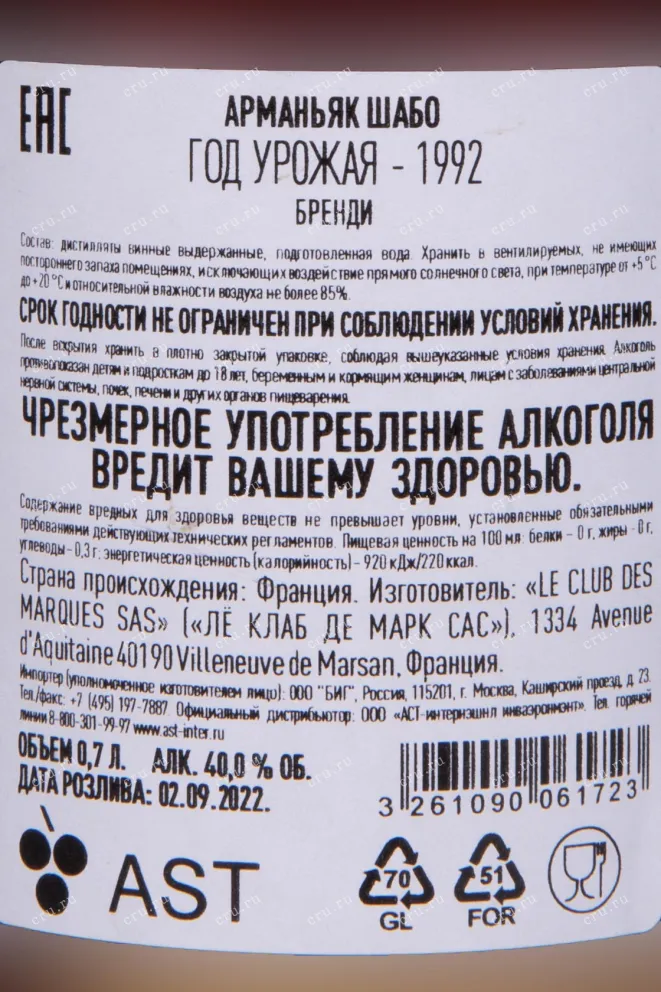 ЕАС
АРМАНЬЯК ШАБО
ГОД УРОЖАЯ - 1992
БРЕНДИ
Состав: дистилляты винные выдержанные, подготовленная вода. Хранить в вентилируемых, не имеющих
постороннего запаха помещениях, исключающих воздействие прямого солнечного света, при температуре от +5 °C
до +20 °C и относительной влажности воздуха не более 85%.
СРОК ГОДНОСТИ НЕ ОГРАНИЧЕН ПРИ СОБЛЮДЕНИИ УСЛОВИЙ ХРАНЕНИЯ.
После вскрытия хранить в плотно закрытой упаковке, соблюдая вышеуказанные условия хранения. Алкоголь
противопоказан детям и подросткам до 18 лет, беременным и кормящим женщинам, лицам с заболеваниями центральной
нервной системы, почек, печени и других органов пищеварения.
ЧРЕЗМЕРНОЕ УПОТРЕБЛЕНИЕ АЛКОГОЛЯ
ВРЕДИТ ВАШЕМУ ЗДОРОВЬЮ.
Содержание вредных для здоровья веществ не превышает уровни, установленные обязательными
требованиями действующих технических регламентов. Пищевая ценность на 100 мл: белки – 0 г, жиры – 0 г,
углеводы – 0,3 г; энергетическая ценность (калорийность) – 920 кДж/220 ккал.
Страна происхождения: Франция. Изготовитель: «LE CLUB DES
MARQUES SAS» («ЛЁ КЛАБ ДЕ МАРК САС»), 1334 Avenue
d'Aquitaine 40190 Villeneuve de Marsan, Франция.
Импортер (уполномоченное изготовителем лицо): ООО "БИГ", Россия, 115201, г. Москва, Каширский проезд, д. 23.
Тел./факс: +7 (495) 197-7887 Официальный дистрибьютор: ООО «АСТ-интернэшнл инваэронмэнт». Тел. горячей
линии 8-800-301-99-97 www.ast-inter.ru
ОБЪЕМ 0,7 Л. АЛК. 40,0 % ОБ.
ДАТА РОЗЛИВА: 02.09.2022.
3 261090 061723
AST
70
GL
51
FOR